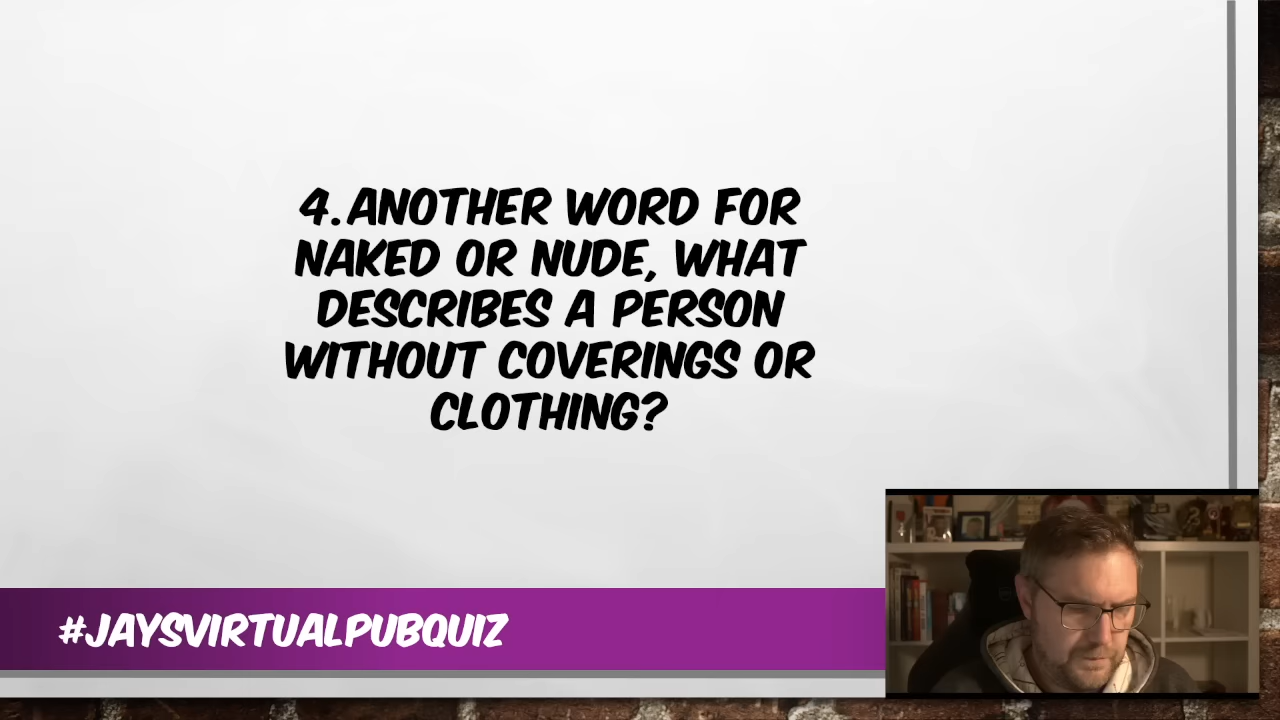 4. ANOTHER WORD FOR
NAKED OR NUDE, WHAT
DESCRIBES A PERSON
WITHOUT COVERINGS OR
CLOTHING?
#JAYSVIRTUALPUBQUIZ